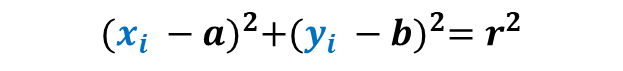 (xᵢ − a)²+(yᵢ − b)²= r²